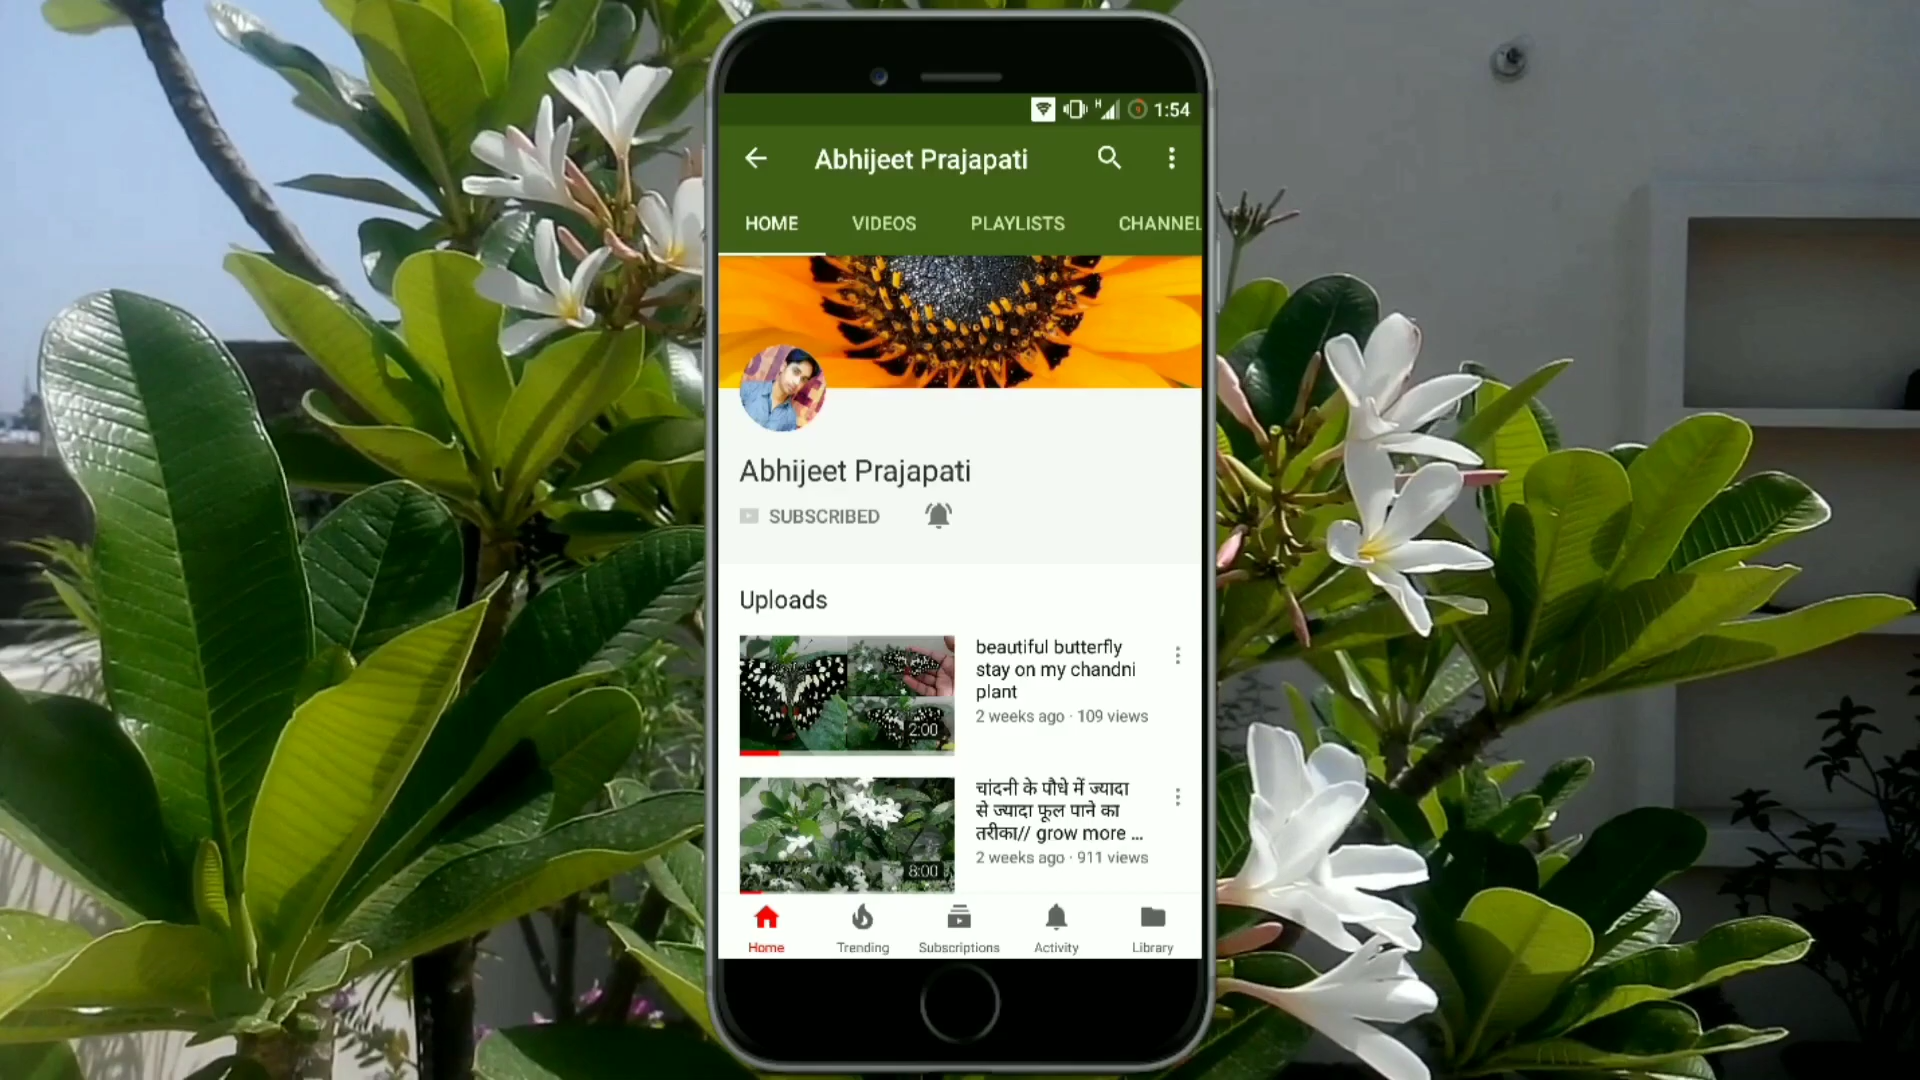 1:54
Abhijeet Prajapati
HOME VIDEOS PLAYLISTS CHANNEL
Abhijeet Prajapati
SUBSCRIBED
Uploads
beautiful butterfly
stay on my chandni
plant
2 weeks ago · 109 views
2:00
चांदनी के पौधे में ज्यादा
से ज्यादा फूल पाने का
तरीका// grow more ...
2 weeks ago · 911 views
8:00
Home Trending Subscriptions Activity Library